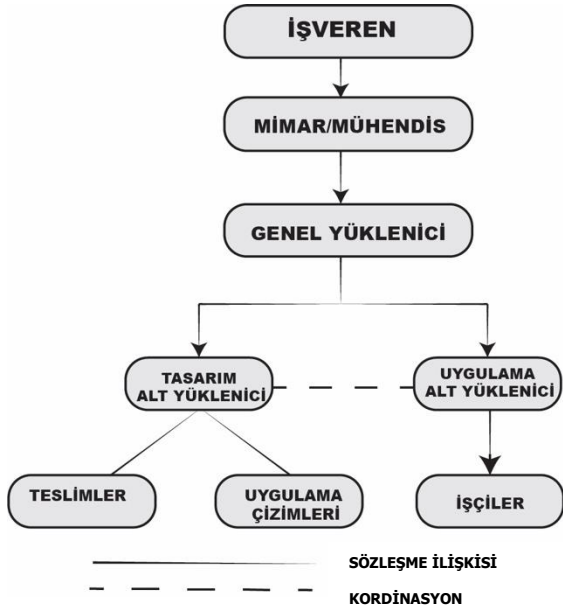 İŞVEREN
MİMAR/MÜHENDİS
GENEL YÜKLENİCİ
TASARIM
ALT YÜKLENİCİ
UYGULAMA
ALT YÜKLENİCİ
TESLİMLER
UYGULAMA
ÇİZİMLERİ
İŞÇİLER
SÖZLEŞME İLİŞKİSİ
KORDİNASYON